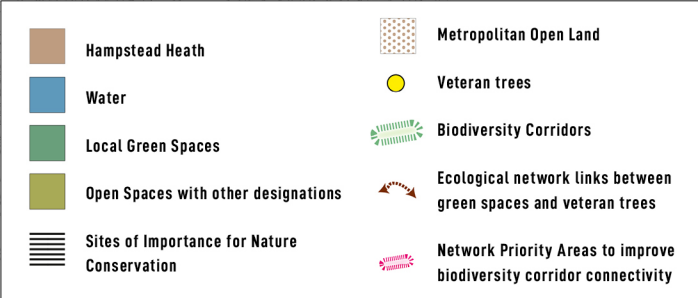 Hampstead Heath
Water
Local Green Spaces
Open Spaces with other designations
Sites of Importance for Nature
Conservation
Metropolitan Open Land
Veteran trees
Biodiversity Corridors
Ecological network links between
green spaces and veteran trees
Network Priority Areas to improve
biodiversity corridor connectivity